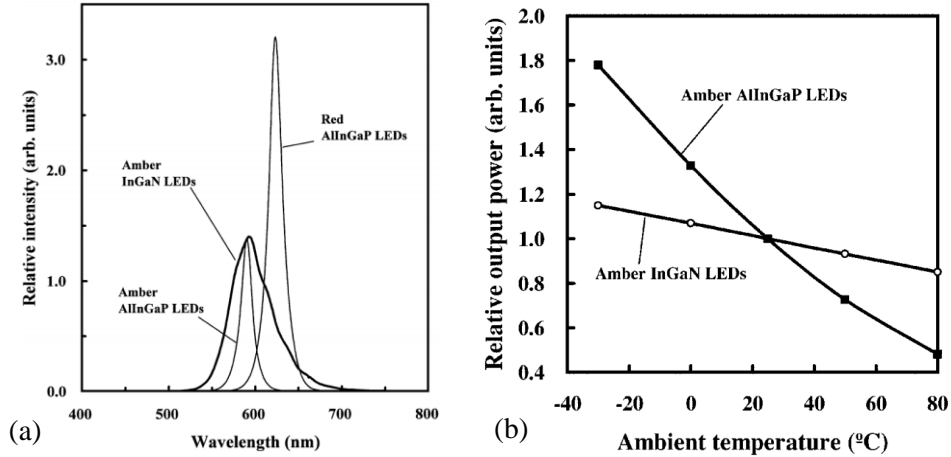 3.0
2.0
1.0
0.0
400
500
600
700
800
Relative intensity (arb. units)
Wavelength (nm)
Red
AlInGaP LEDs
Amber
InGaN LEDs
Amber
AlInGaP LEDs
(a)
2.0
1.8
1.6
1.4
1.2
1.0
0.8
0.6
0.4
-40
-20
0
20
40
60
80
Relative output power (arb. units)
Ambient temperature (ºC)
Amber AlInGaP LEDs
Amber InGaN LEDs
(b)